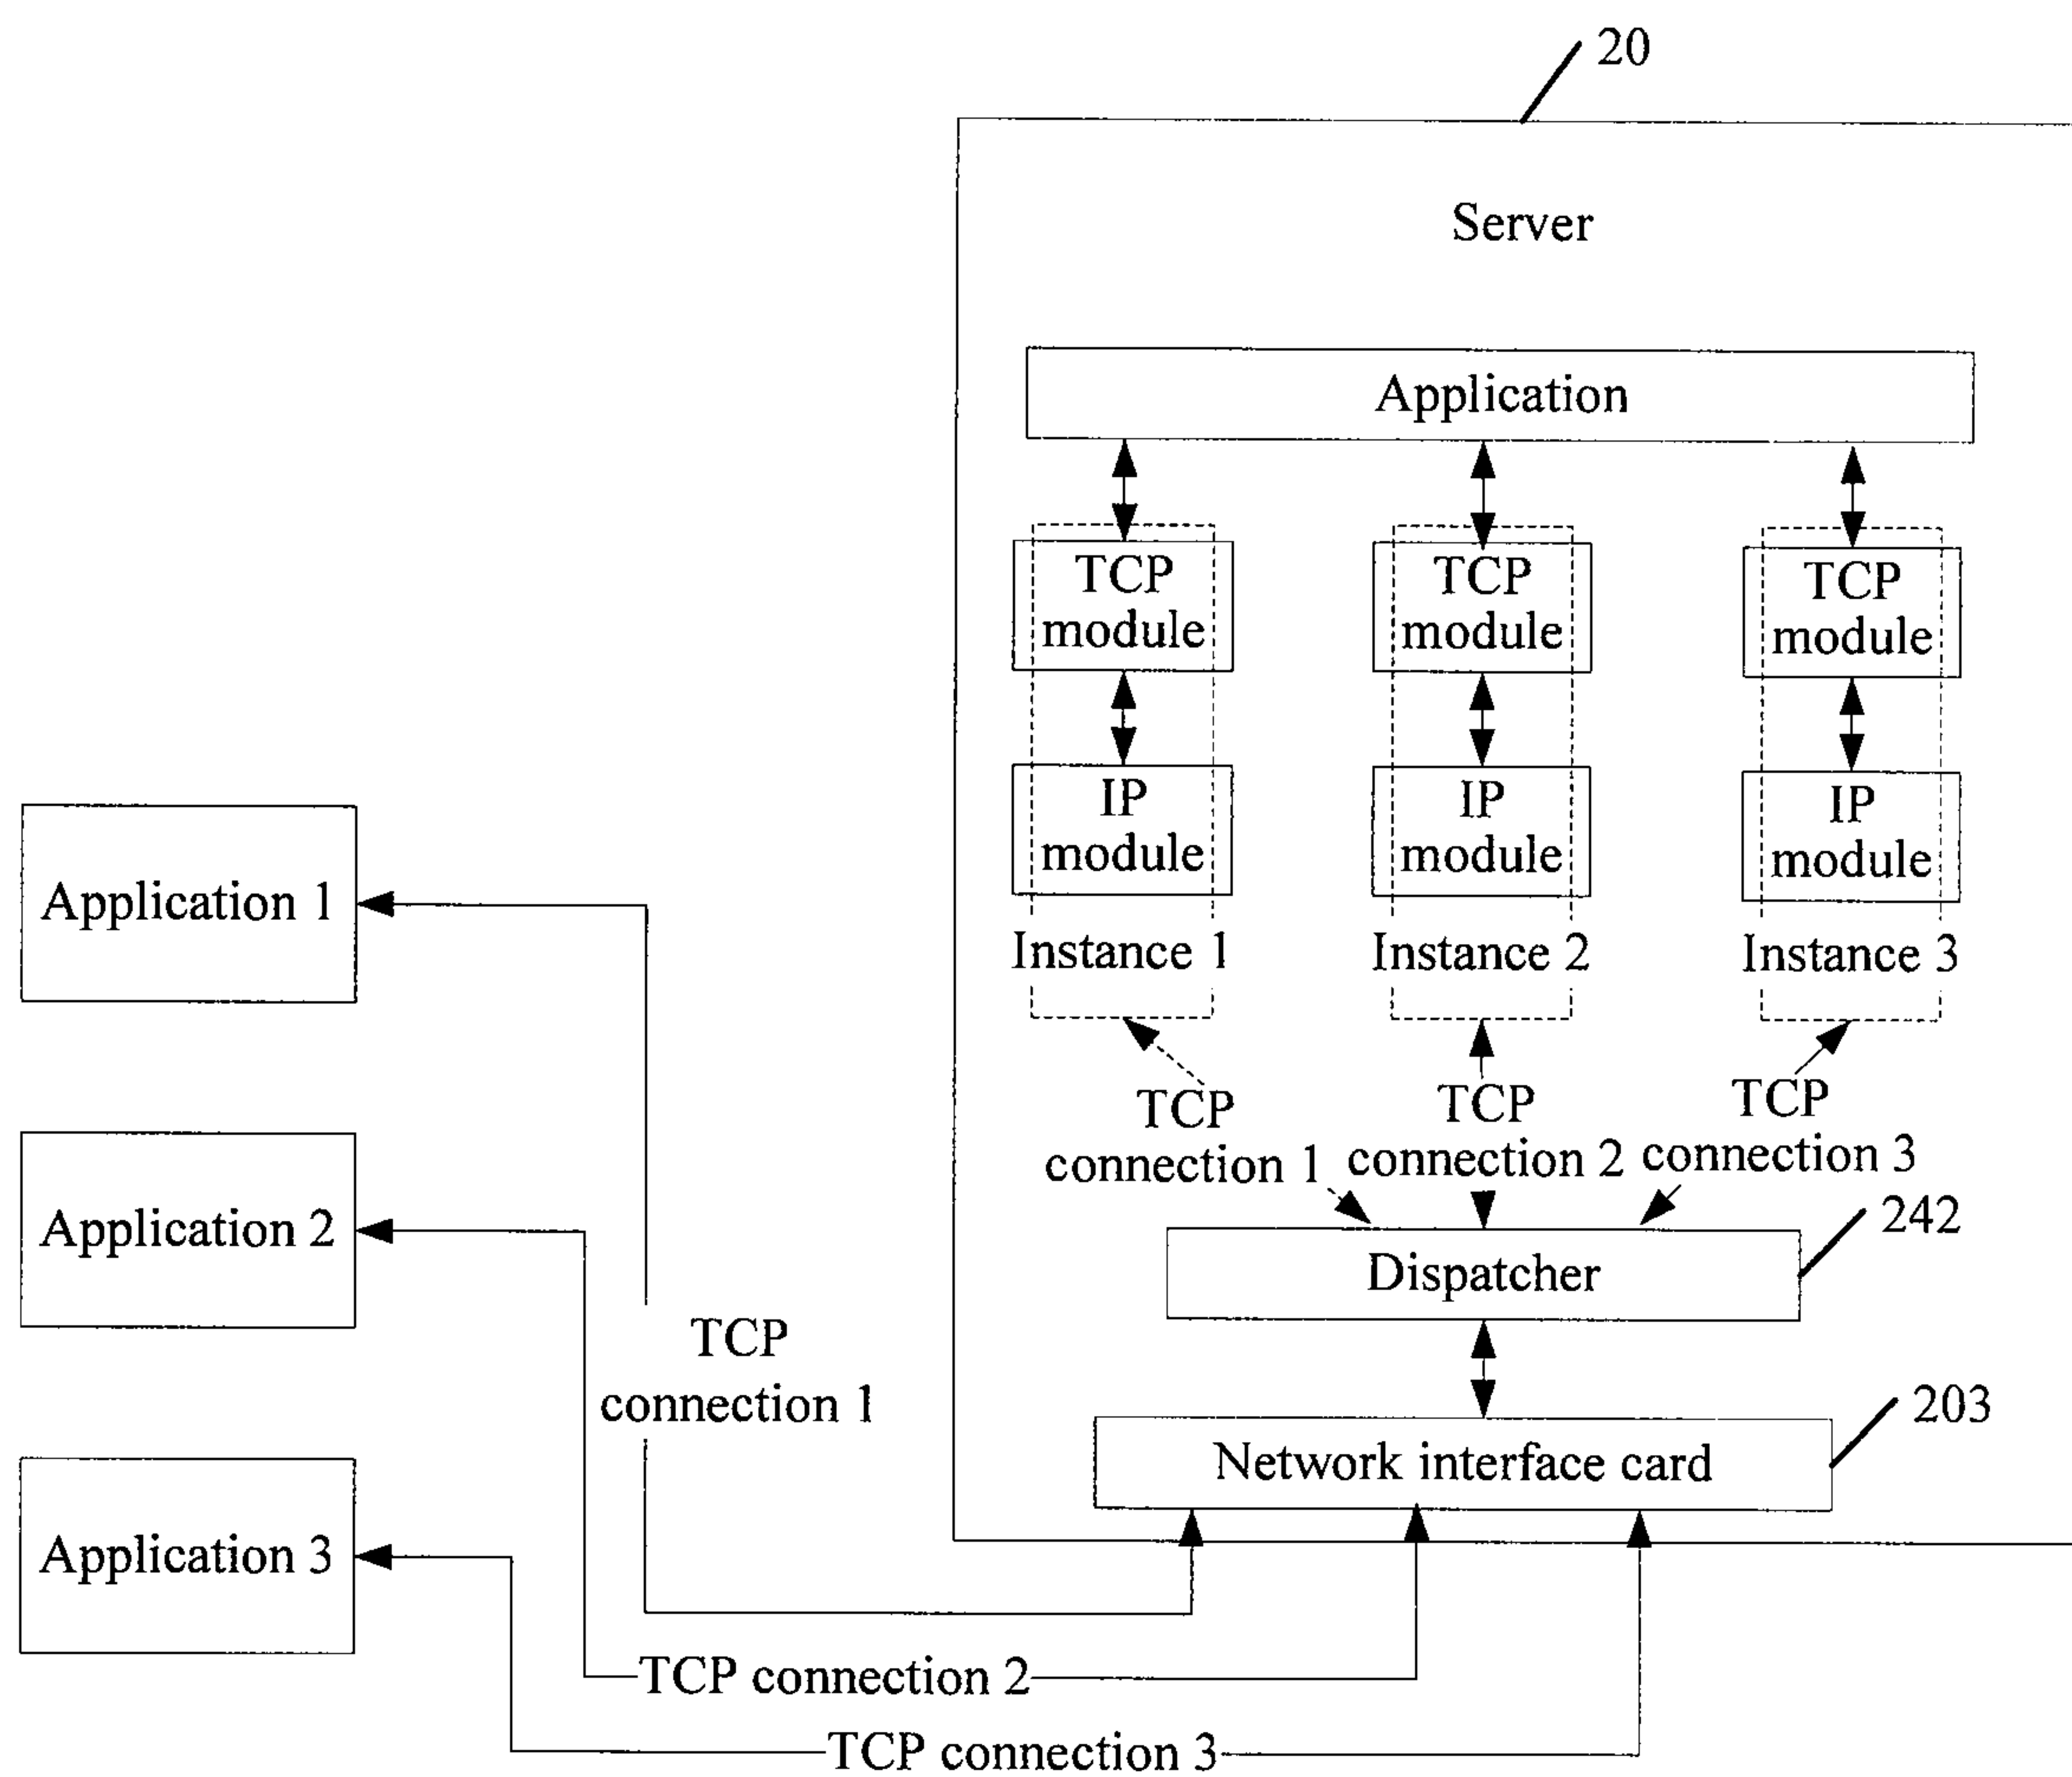 20
Server
Application
TCP
module
TCP
module
TCP
module
IP
module
IP
module
IP
module
Instance 1
Instance 2
Instance 3
Application 1
Application 2
Application 3
TCP
connection 1
TCP
connection 2
TCP
connection 3
242
Dispatcher
203
Network interface card
TCP
connection 1
TCP connection 2
TCP connection 3